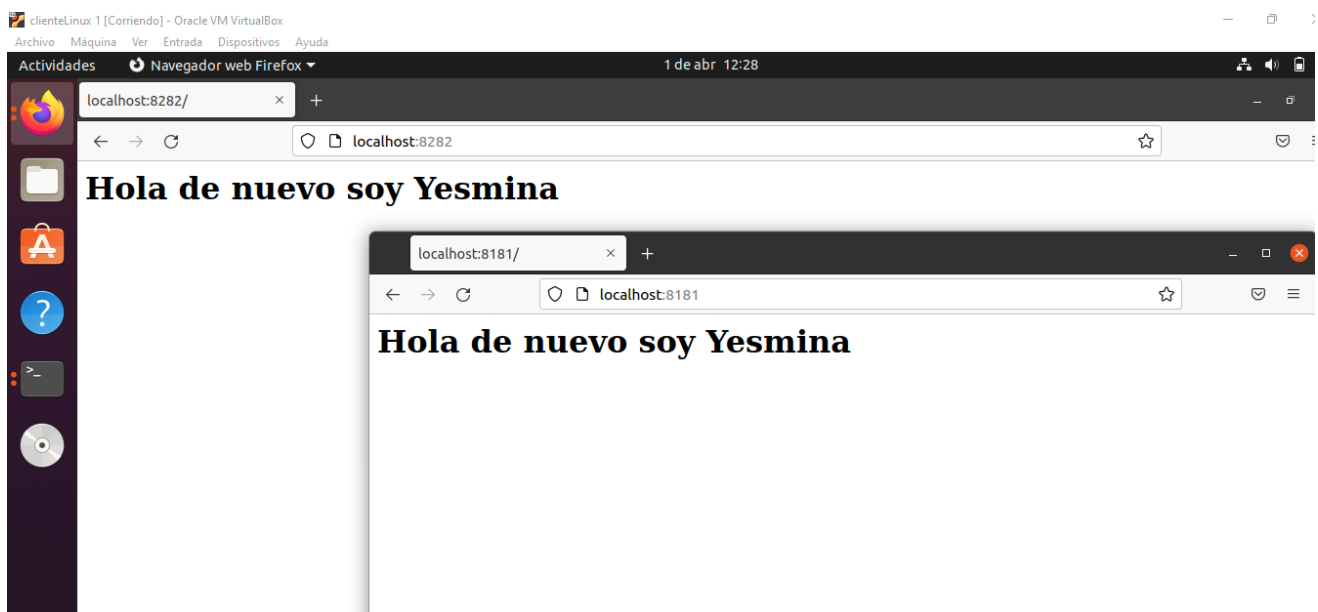 clienteLinux 1 [Corriendo] - Oracle VM VirtualBox
Archivo Máquina Ver Entrada Dispositivos Ayuda
Actividades Navegador web Firefox 1 de abr 12:28
localhost:8282/
localhost:8282
Hola de nuevo soy Yesmina
localhost:8181/
localhost:8181
Hola de nuevo soy Yesmina